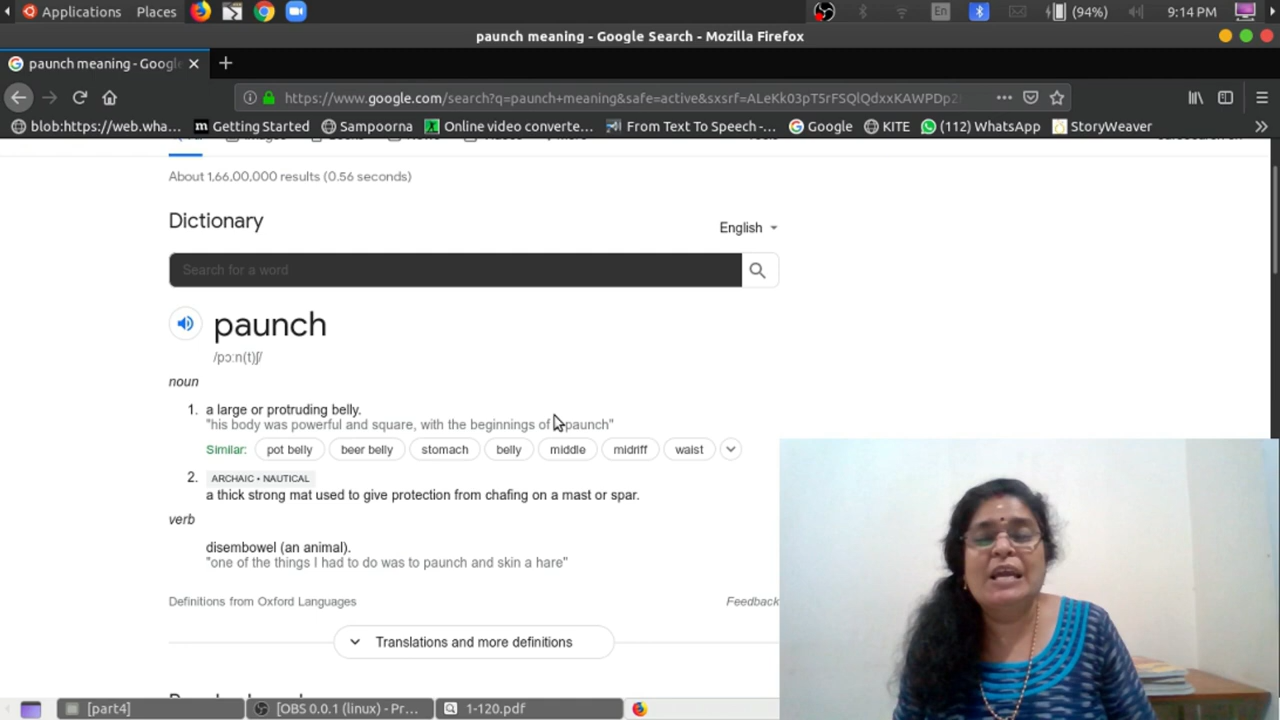 Applications Places En (94%) 9:14 PM
paunch meaning - Google Search - Mozilla Firefox
paunch meaning - Google
https://www.google.com/search?q=paunch+meaning&safe=active&sxsrf=ALeKk03pT5rFSQlQdxxKAWPDp2
blob:https://web.wha... Getting Started Sampoorna Online video converte... From Text To Speech -... Google KITE (112) WhatsApp StoryWeaver
About 1,66,00,000 results (0.56 seconds)
Dictionary
English
Search for a word
paunch
/pɔːn(t)ʃ/
noun
1. a large or protruding belly.
"his body was powerful and square, with the beginnings of a paunch"
Similar: pot belly beer belly stomach belly middle midriff waist
2. ARCHAIC • NAUTICAL
a thick strong mat used to give protection from chafing on a mast or spar.
verb
disembowel (an animal).
"one of the things I had to do was to paunch and skin a hare"
Definitions from Oxford Languages
Feedback
Translations and more definitions
[part4] [OBS 0.0.1 (linux) - Pr... 1-120.pdf